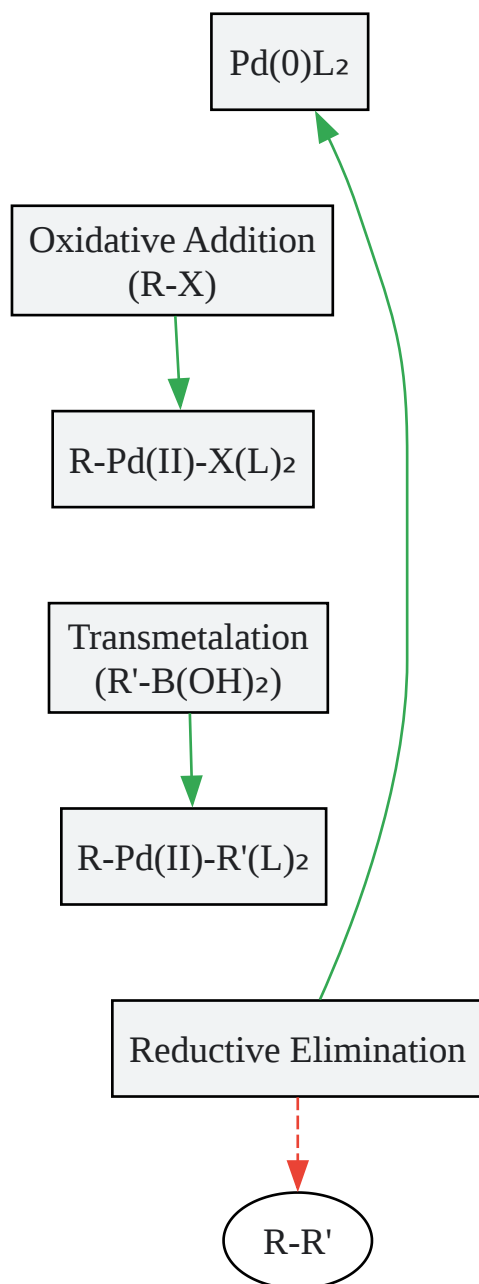 Pd(0)L₂
Oxidative Addition
(R-X)
R-Pd(II)-X(L)₂
Transmetalation
(R'-B(OH)₂)
R-Pd(II)-R'(L)₂
Reductive Elimination
R-R'